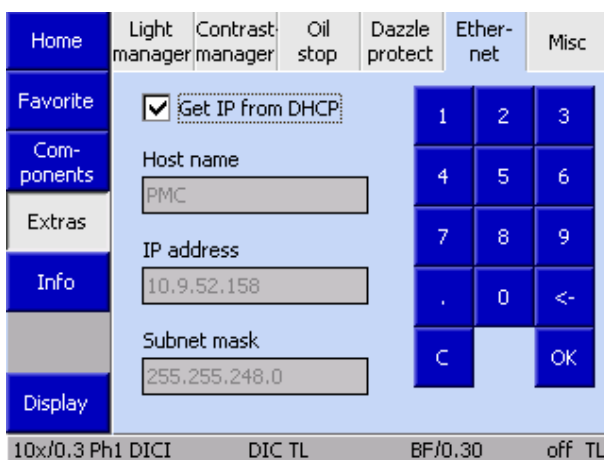 Home
Light manager
Contrast- manager
Oil stop
Dazzle protect
Ether- net
Misc
Favorite
Com-
ponents
Extras
Info
Display
Get IP from DHCP
Host name
PMC
IP address
10.9.52.158
Subnet mask
255.255.248.0
1 2 3
4 5 6
7 8 9
. 0 <-
C OK
10x/0.3 Ph1 DICI DIC TL BF/0.30 off TL